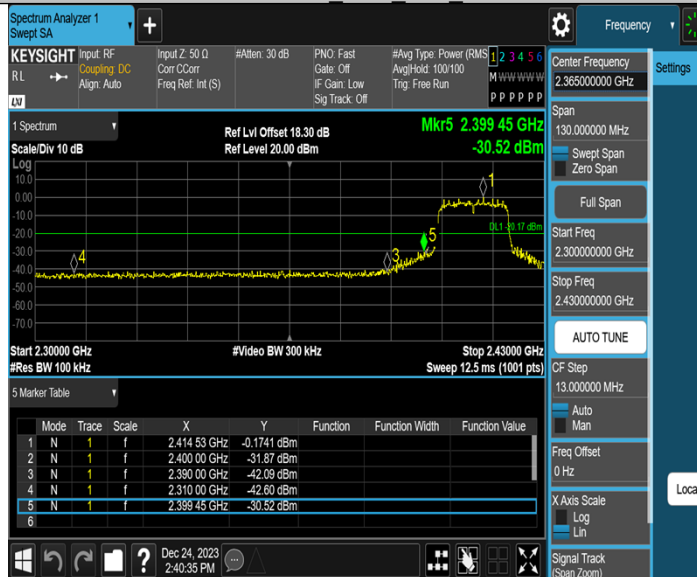 Spectrum Analyzer 1
Swept SA
+
Frequency
KEYSIGHT
RL
LXI
Input: RF
Coupling: DC
Align: Auto
Input Z: 50 Ω
Corr CCorr
Freq Ref: Int (S)
#Atten: 30 dB
PNO: Fast
Gate: Off
IF Gain: Low
Sig Track: Off
#Avg Type: Power (RMS
Avg|Hold: 100/100
Trig: Free Run
1 2 3 4 5 6
M W W W W W
P P P P P P
Center Frequency
2.365000000 GHz
Settings
Span
130.000000 MHz
Swept Span
Zero Span
Full Span
Start Freq
2.300000000 GHz
Stop Freq
2.430000000 GHz
AUTO TUNE
CF Step
13.000000 MHz
Auto
Man
Freq Offset
0 Hz
X Axis Scale
Log
Lin
Signal Track
(Span Zoom)
Loca
1 Spectrum
Scale/Div 10 dB
Ref Lvl Offset 18.30 dB
Ref Level 20.00 dBm
Mkr5 2.399 45 GHz
-30.52 dBm
Log
10.0
0.00
-10.0
-20.0
-30.0
-40.0
-50.0
-60.0
-70.0
1
DL1 -20.17 dBm
5
3
4
Start 2.30000 GHz
#Res BW 100 kHz
#Video BW 300 kHz
Stop 2.43000 GHz
Sweep 12.5 ms (1001 pts)
5 Marker Table
Mode Trace Scale X Y Function Function Width Function Value
1 N 1 f 2.414 53 GHz -0.1741 dBm
2 N 1 f 2.400 00 GHz -31.87 dBm
3 N 1 f 2.390 00 GHz -42.09 dBm
4 N 1 f 2.310 00 GHz -42.60 dBm
5 N 1 f 2.399 45 GHz -30.52 dBm
6
?
Dec 24, 2023
2:40:35 PM